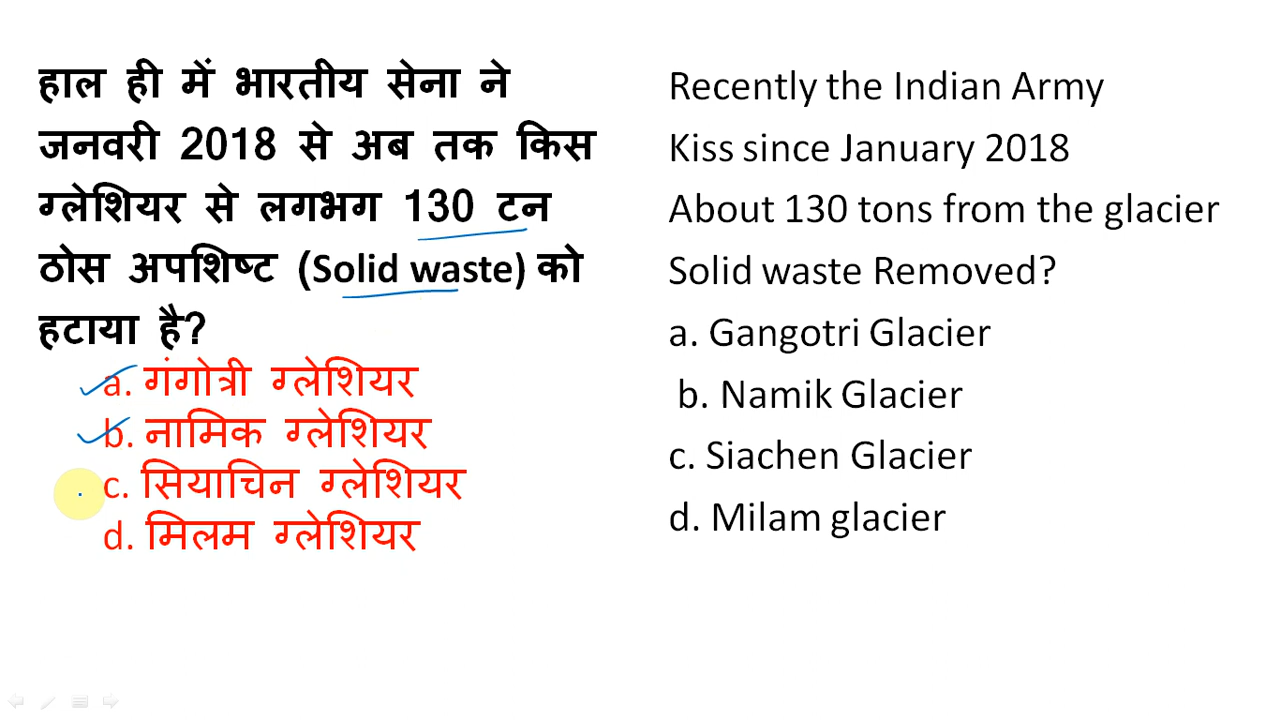 हाल ही में भारतीय सेना ने
जनवरी 2018 से अब तक किस
ग्लेशियर से लगभग 130 टन
ठोस अपशिष्ट (Solid waste) को
हटाया है?
a. गंगोत्री ग्लेशियर
b. नामिक ग्लेशियर
c. सियाचिन ग्लेशियर
d. मिलम ग्लेशियर
Recently the Indian Army
Kiss since January 2018
About 130 tons from the glacier
Solid waste Removed?
a. Gangotri Glacier
b. Namik Glacier
c. Siachen Glacier
d. Milam glacier